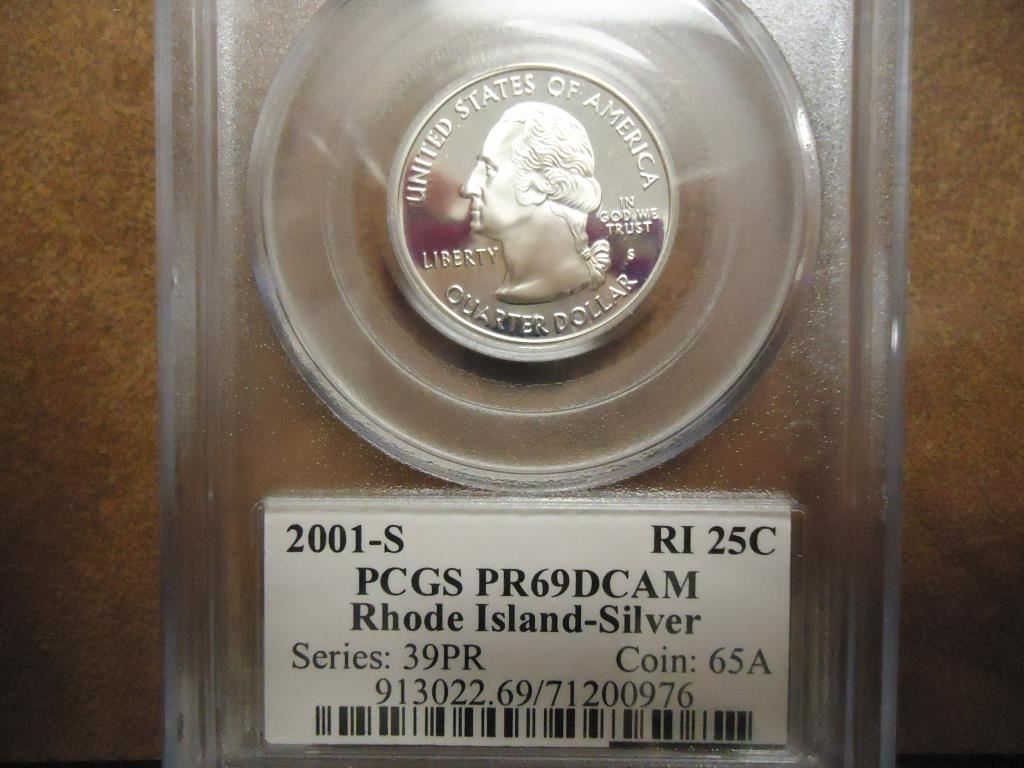 UNITED STATES OF AMERICA
IN
GOD WE
TRUST
LIBERTY
S
QUARTER DOLLAR
2001-S RI 25C
PCGS PR69DCAM
Rhode Island-Silver
Series: 39PR Coin: 65A
913022.69/71200976